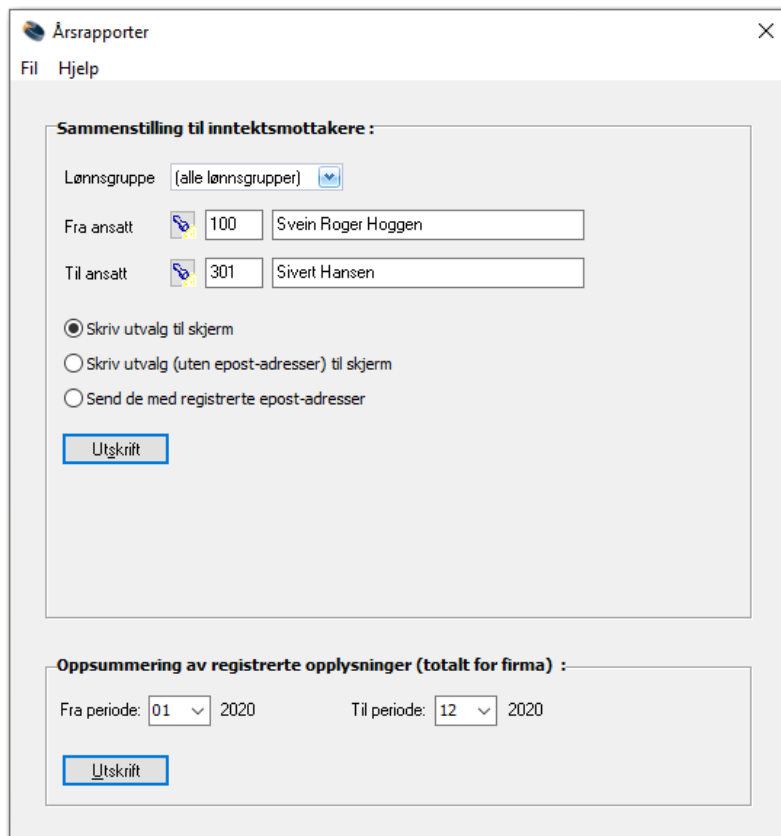 Årsrapporter
Fil Hjelp
Sammenstilling til inntektsmottakere :
Lønnsgruppe (alle lønnsgrupper)
Fra ansatt 100 Svein Roger Hoggen
Til ansatt 301 Sivert Hansen
Skriv utvalg til skjerm
Skriv utvalg (uten epost-adresser) til skjerm
Send de med registrerte epost-adresser
Utskrift
Oppsummering av registrerte opplysninger (totalt for firma) :
Fra periode: 01 2020 Til periode: 12 2020
Utskrift